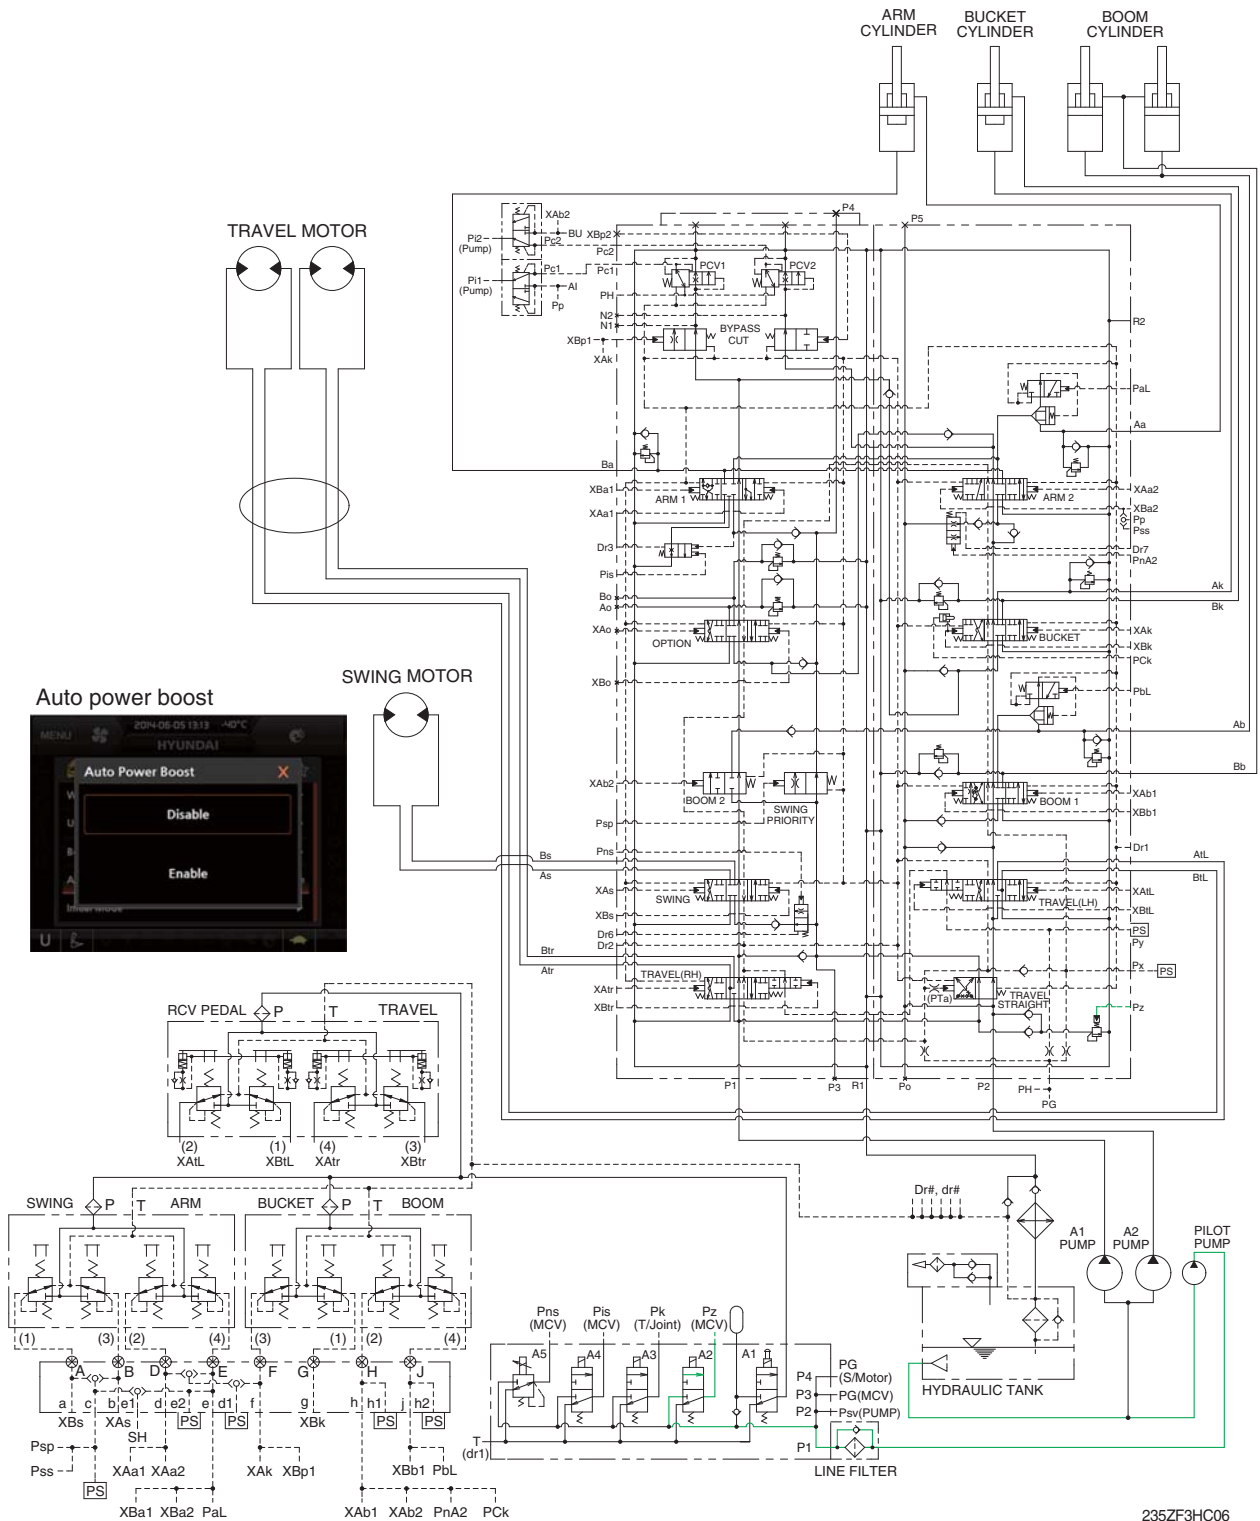 ARM
CYLINDER
BUCKET
CYLINDER
BOOM
CYLINDER
TRAVEL MOTOR
Pi2
(Pump)
Pi1
(Pump)
XAb2
BU
Pc2
Pc1
AI
Pp
XBp2
Pc2
Pc1
PH
N2
N1
XBp1
XAk
P4
P5
PCV1
PCV2
BYPASS
CUT
R2
PaL
Aa
Ba
XBa1
ARM 1
XAa1
ARM 2
XAa2
XBa2
Pp
Pss
Dr3
Pis
Dr7
PnA2
Bo
Ao
Ak
Bk
XAo
OPTION
XBo
BUCKET
XAk
XBk
PCk
SWING MOTOR
PbL
Ab
Bb
Auto power boost
MENU
2014-06-05 13:13
-40°C
HYUNDAI
Auto Power Boost
X
Disable
Enable
Initial Mode
U
XAb2
BOOM 2
SWING
PRIORITY
Psp
BOOM 1
XAb1
XBb1
Pns
Bs
As
XAs
SWING
XBs
Dr6
Dr2
Dr1
AtL
BtL
XAtL
TRAVEL(LH)
XBtL
PS
Py
Btr
Atr
Px
PS
TRAVEL(RH)
XAtr
XBtr
(PTa)
TRAVEL
STRAIGHT
Pz
RCV PEDAL
P
T
TRAVEL
P1
P3
R1
Po
P2
PH
PG
(2)
XAtL
(1)
XBtL
(4)
XAtr
(3)
XBtr
SWING
P
T
ARM
BUCKET
P
T
BOOM
Dr#, dr#
A1
PUMP
A2
PUMP
PILOT
PUMP
(1)
(3)
(2)
(4)
(3)
(1)
(2)
(4)
A
B
D
E
F
G
H
J
a
c
b
e1
d
e2
e
d1
f
g
h
h1
j
h2
XBs
XAs
PS
PS
XBk
PS
PS
SH
Psp
Pss
XAa1
XAa2
XAk
XBp1
XBb1
PbL
PS
XBa1
XBa2
PaL
XAb1
XAb2
PnA2
PCk
Pns
(MCV)
Pis
(MCV)
Pk
(T/Joint)
Pz
(MCV)
A5
A4
A3
A2
A1
T
(dr1)
P4
PG
(S/Motor)
P3
PG(MCV)
P2
Psv(PUMP)
P1
LINE FILTER
HYDRAULIC TANK
235ZF3HC06